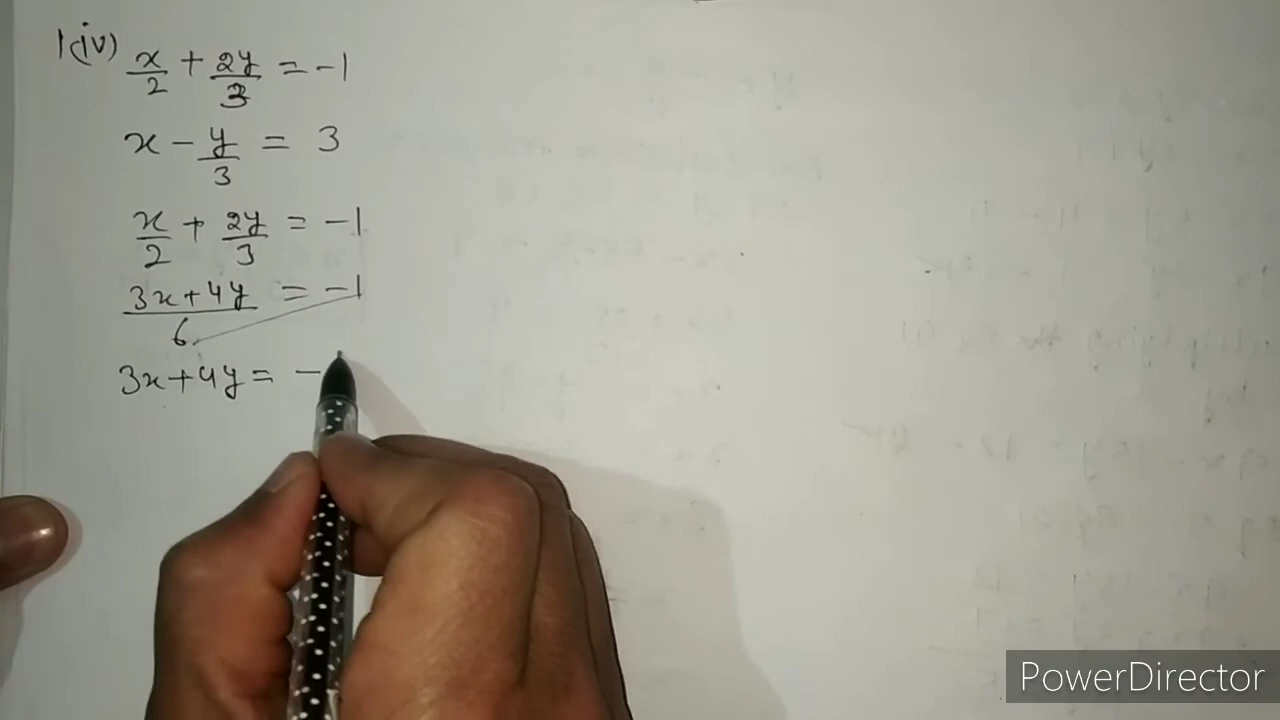 1(iv) x/2 + 2y/3 = -1
x - y/3 = 3
x/2 + 2y/3 = -1
3x+4y/6 = -1
3x+4y = -
PowerDirector